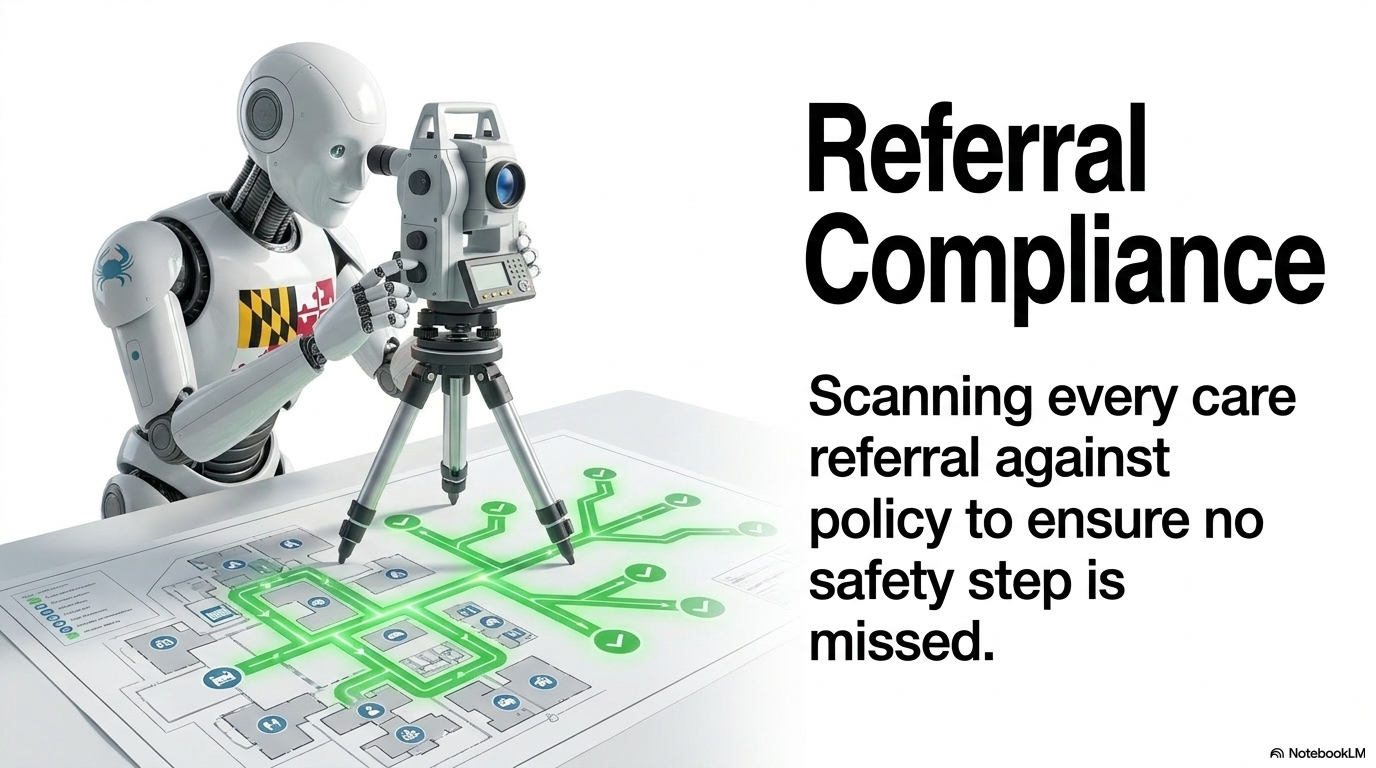 Referral
Compliance
Scanning every care
referral against
policy to ensure no
safety step is
missed.
NotebookLM